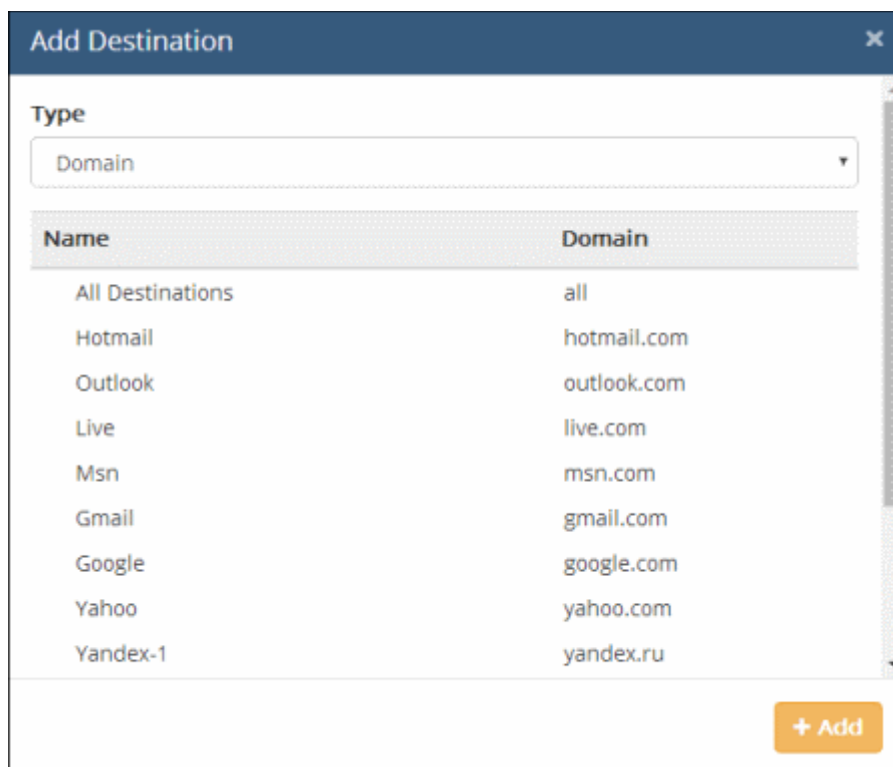 Add Destination ×
Type
Domain
Name Domain
All Destinations all
Hotmail hotmail.com
Outlook outlook.com
Live live.com
Msn msn.com
Gmail gmail.com
Google google.com
Yahoo yahoo.com
Yandex-1 yandex.ru
+ Add